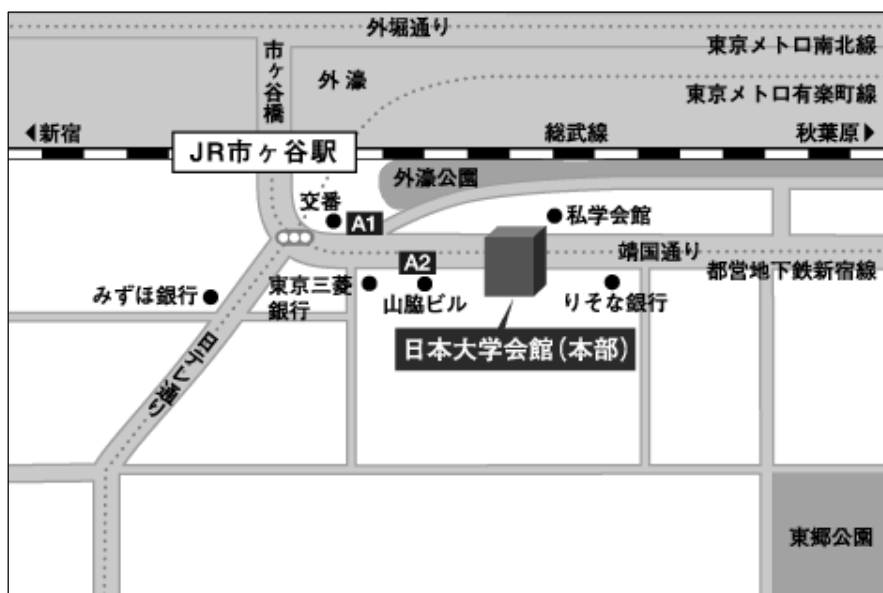 外堀通り
東京メトロ南北線
市ヶ谷橋
外濠
東京メトロ有楽町線
◀新宿
総武線
秋葉原▶
JR市ヶ谷駅
外濠公園
交番
A1
私学会館
靖国通り
A2
都営地下鉄新宿線
みずほ銀行
東京三菱
銀行
山脇ビル
りそな銀行
日本大学会館(本部)
日テレ通り
東郷公園